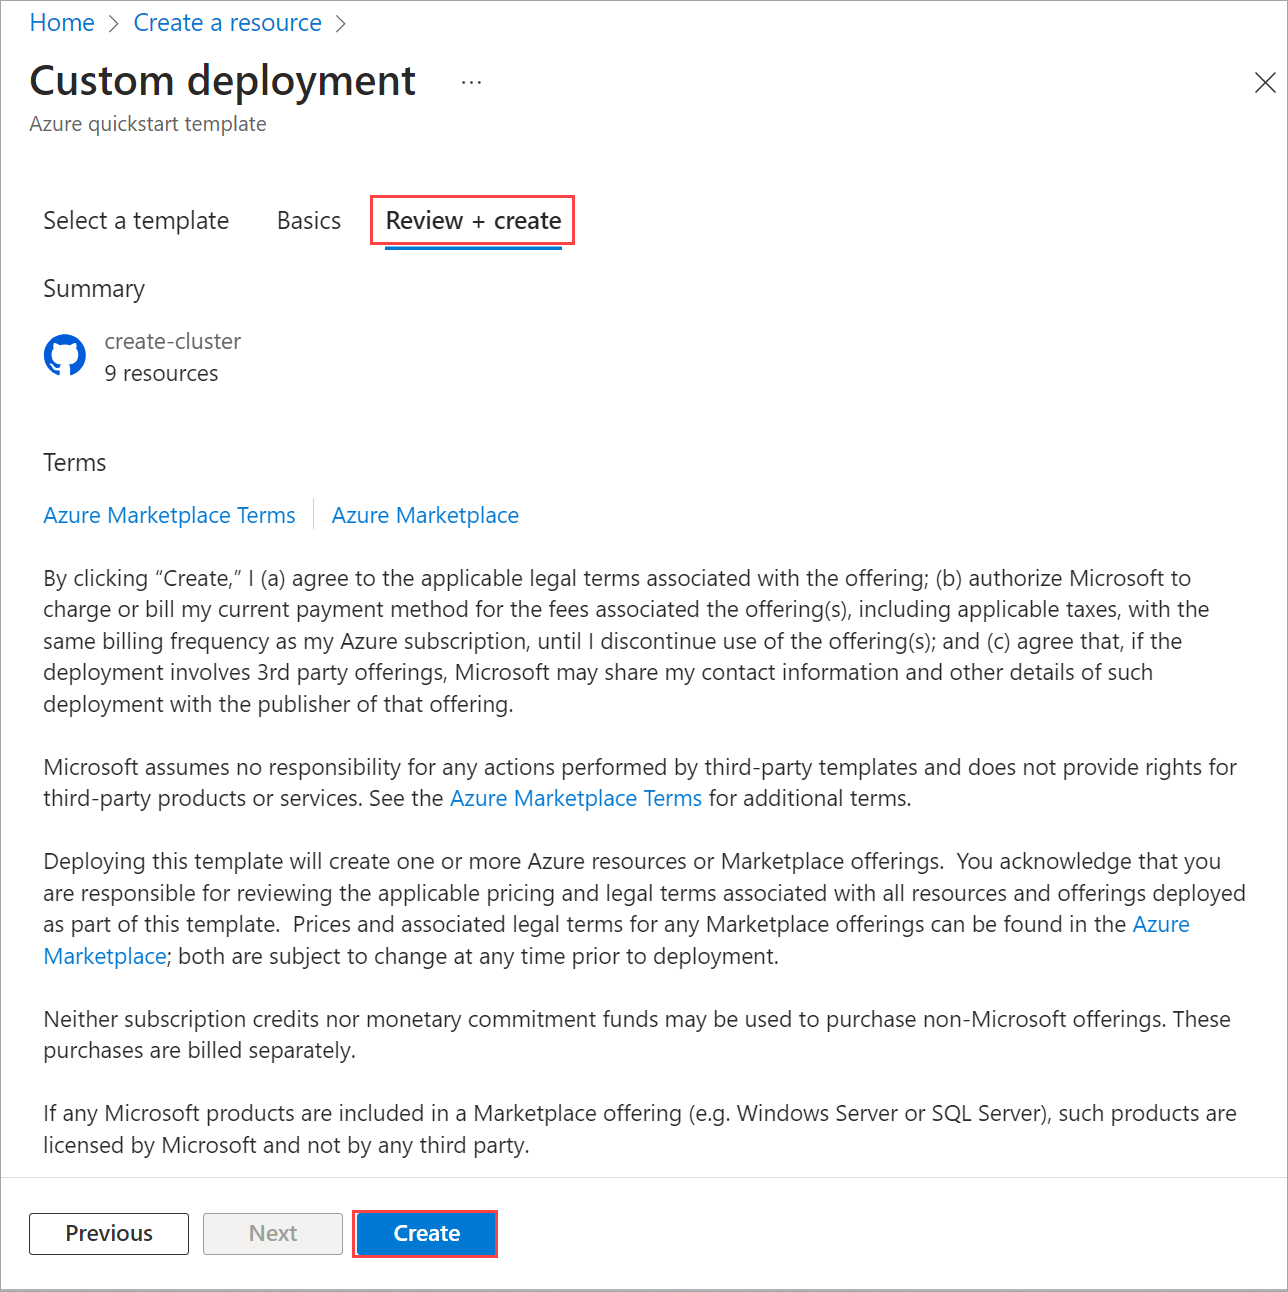 Home > Create a resource >
Custom deployment ...
Azure quickstart template
Select a template Basics Review + create
Summary
create-cluster
9 resources
Terms
Azure Marketplace Terms Azure Marketplace
By clicking “Create,” I (a) agree to the applicable legal terms associated with the offering; (b) authorize Microsoft to
charge or bill my current payment method for the fees associated the offering(s), including applicable taxes, with the
same billing frequency as my Azure subscription, until I discontinue use of the offering(s); and (c) agree that, if the
deployment involves 3rd party offerings, Microsoft may share my contact information and other details of such
deployment with the publisher of that offering.
Microsoft assumes no responsibility for any actions performed by third-party templates and does not provide rights for
third-party products or services. See the Azure Marketplace Terms for additional terms.
Deploying this template will create one or more Azure resources or Marketplace offerings.  You acknowledge that you
are responsible for reviewing the applicable pricing and legal terms associated with all resources and offerings deployed
as part of this template.  Prices and associated legal terms for any Marketplace offerings can be found in the Azure
Marketplace; both are subject to change at any time prior to deployment.
Neither subscription credits nor monetary commitment funds may be used to purchase non-Microsoft offerings. These
purchases are billed separately.
If any Microsoft products are included in a Marketplace offering (e.g. Windows Server or SQL Server), such products are
licensed by Microsoft and not by any third party.
Previous Next Create